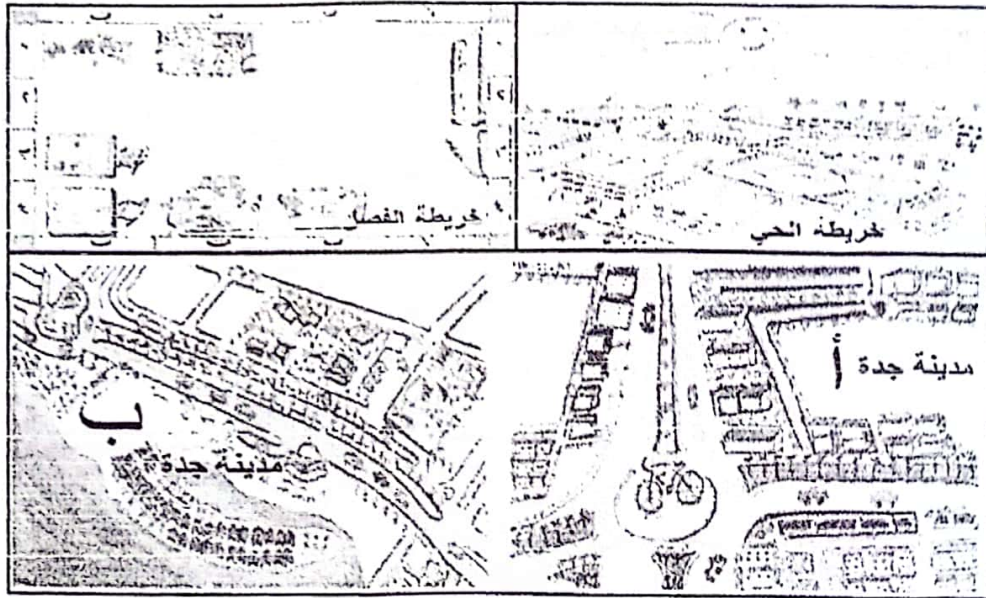 خريطة الفصل
خريطة الحي
مدينة جدة أ
ب
مدينة جدة